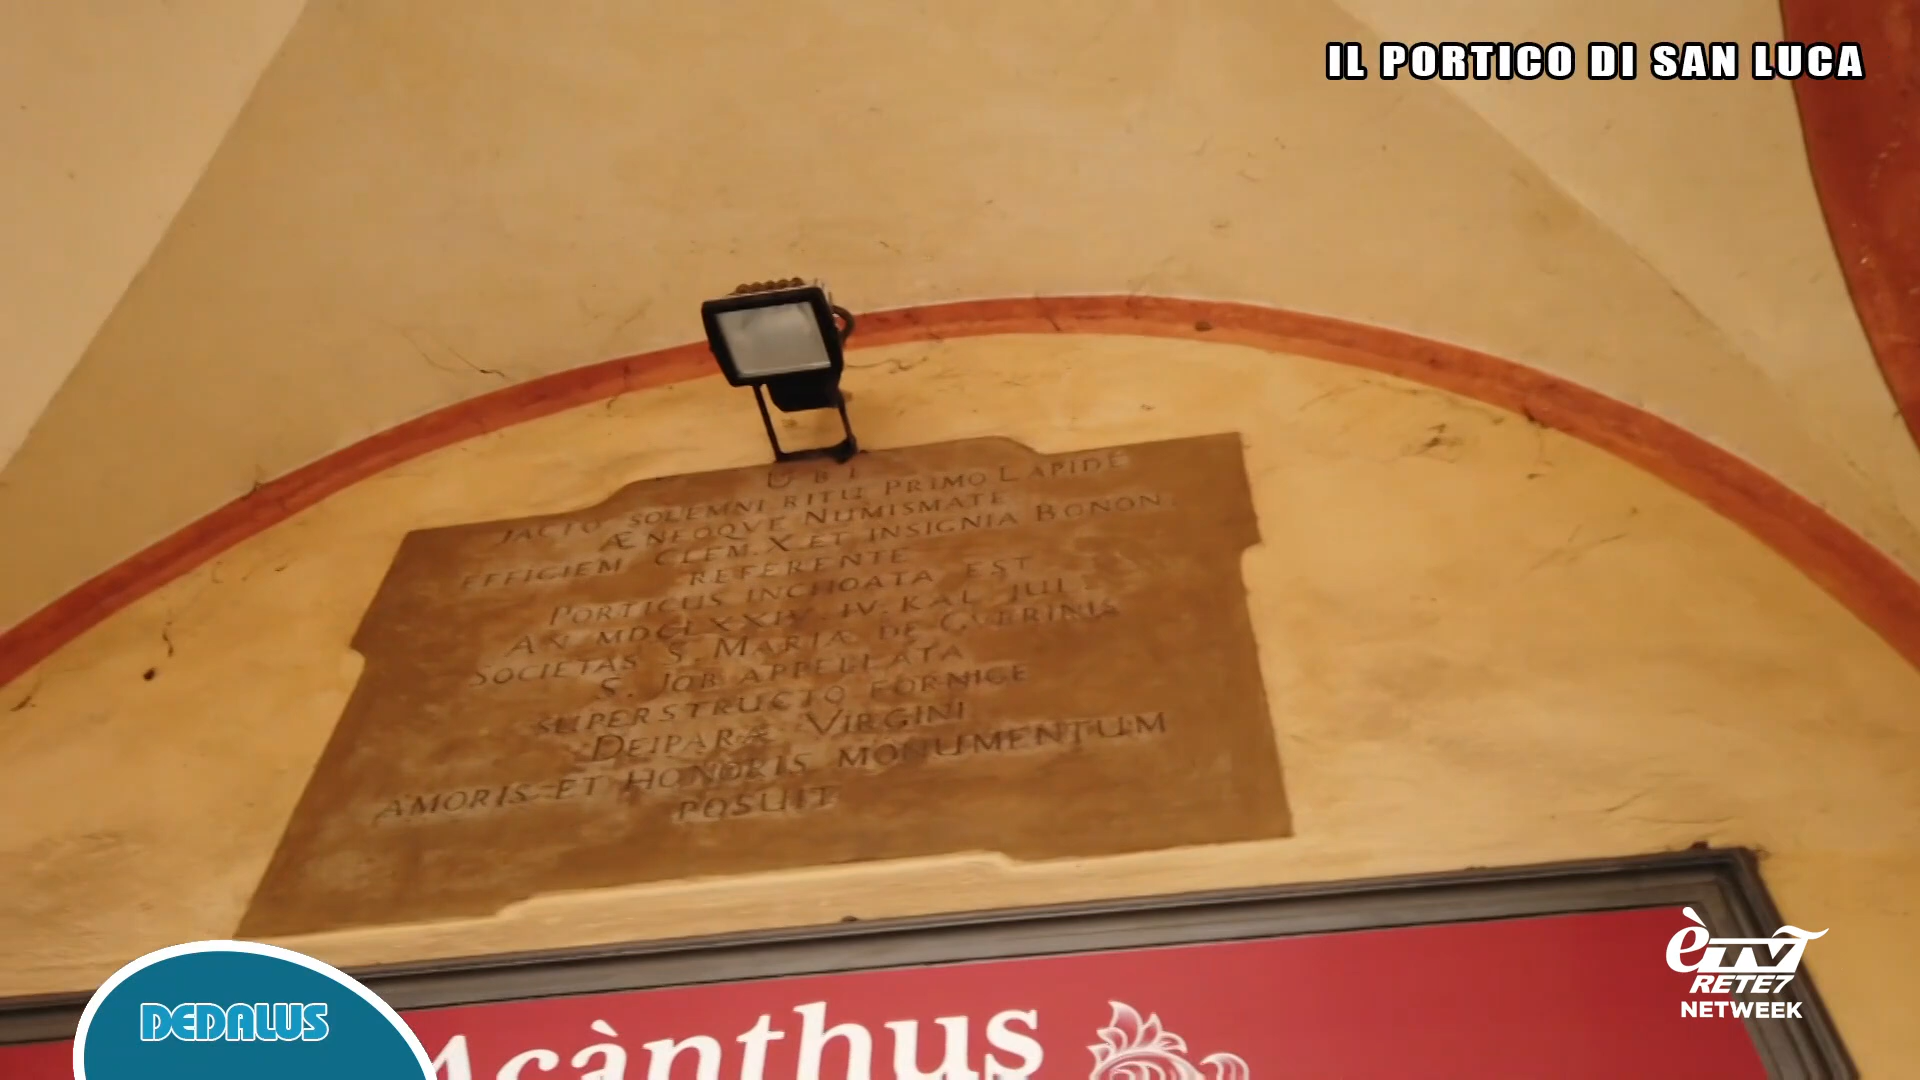 IL PORTICO DI SAN LUCA
UBI
JACTO SOLEMNI RITU PRIMO LAPIDE
ÆNEOQVE NUMISMATE
EFFIGIEM CLEM. X. ET INSIGNIA BONON.
REFERENTE
PORTICUS INCHOATA EST
AN MDCLXXIV. IV. KAL JUL
SOCIETAS S. MARIÆ DE GUERINIS
S. JOB APPELLATA
SUPERSTRUCTO FORNICE
DEIPARÆ VIRGINI
AMORIS ET HONORIS MONUMENTUM
POSUIT
Acànthus
DEDALUS
èTV
RETE7
NETWEEK